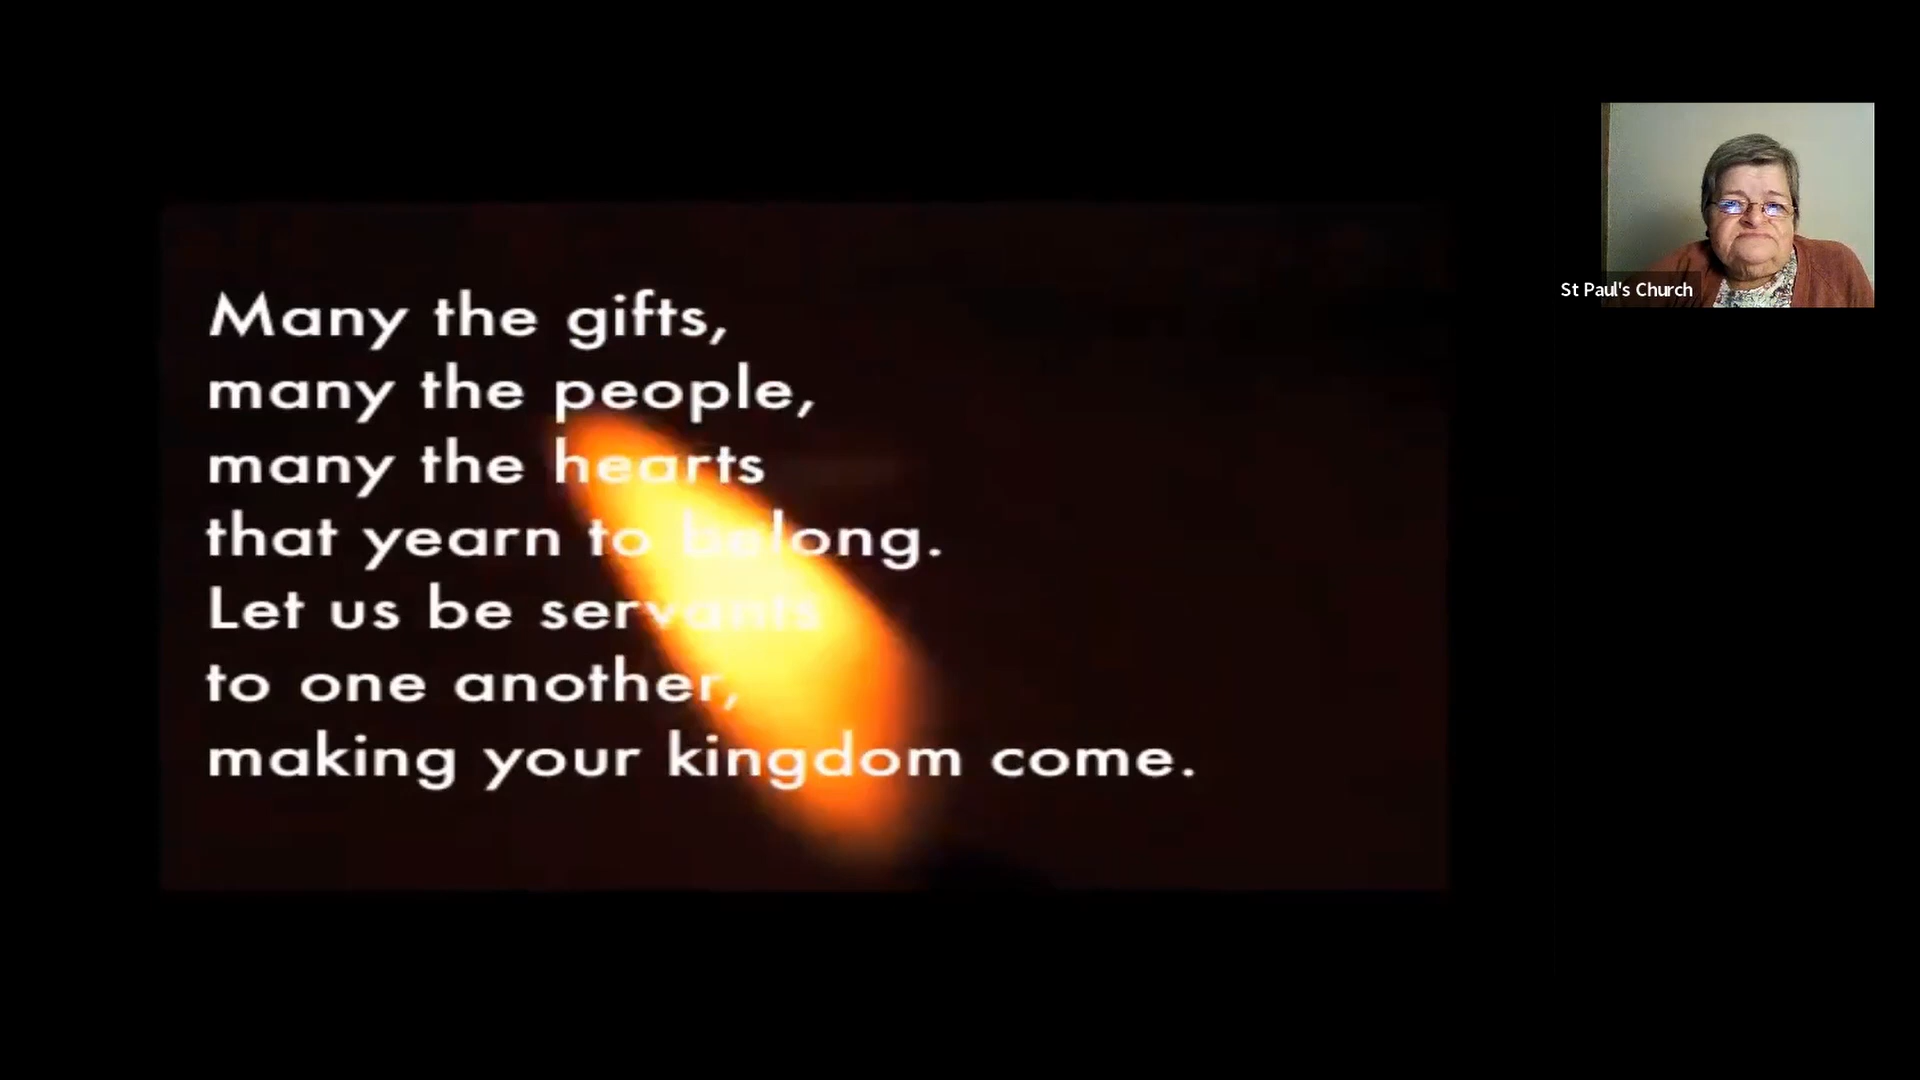 Many the gifts,
many the people,
many the hearts
that yearn to belong.
Let us be servants
to one another,
making your kingdom come.
St Paul's Church